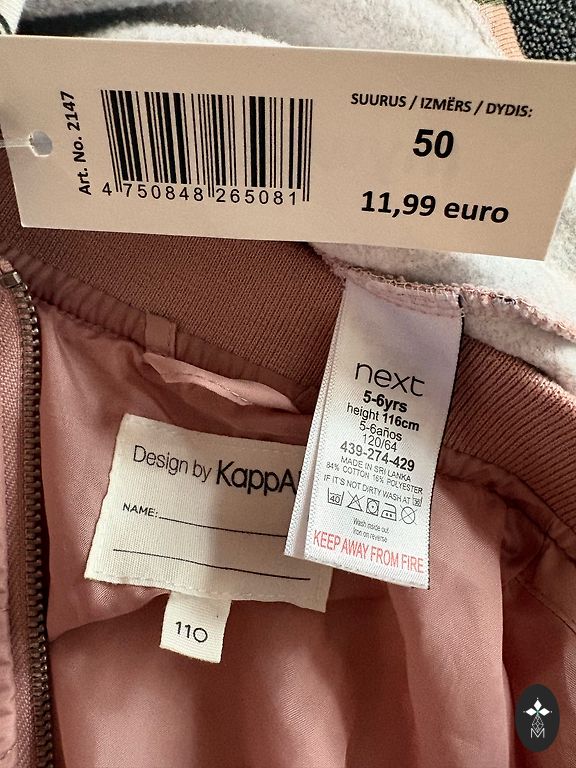 Art. No. 2147
4 750848 265081
SUURUS / IZMĒRS / DYDIS:
50
11,99 euro
next
5-6yrs
height 116cm
5-6años
120/64
439-274-429
MADE IN SRI LANKA
84% COTTON 16% POLYESTER
IF IT'S NOT DIRTY WASH AT 30
40
Wash inside out
Iron on reverse
KEEP AWAY FROM FIRE
Design by KappA
NAME:
110
M